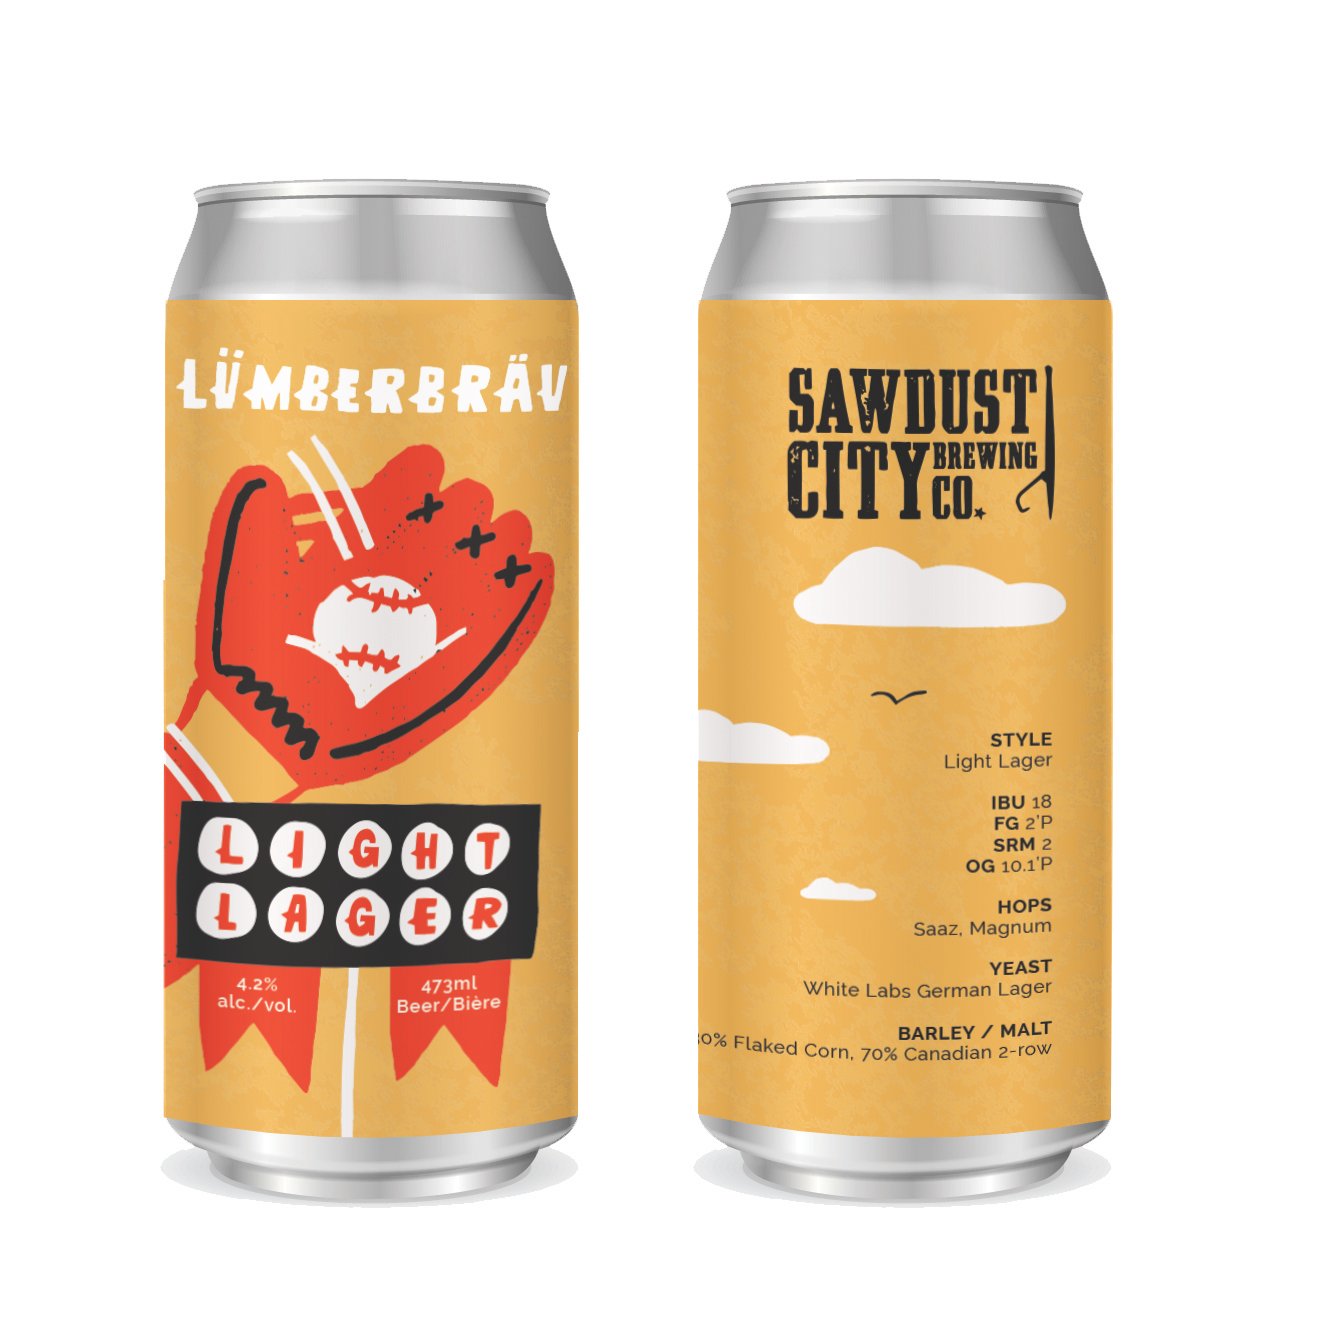 LÜMBERBRÄU
LIGHT
LAGER
4.2%
alc./vol.
473ml
Beer/Bière
SAWDUST
CITY BREWING
CO.
STYLE
Light Lager
IBU 18
FG 2°P
SRM 2
OG 10.1°P
HOPS
Saaz, Magnum
YEAST
White Labs German Lager
BARLEY / MALT
30% Flaked Corn, 70% Canadian 2-row